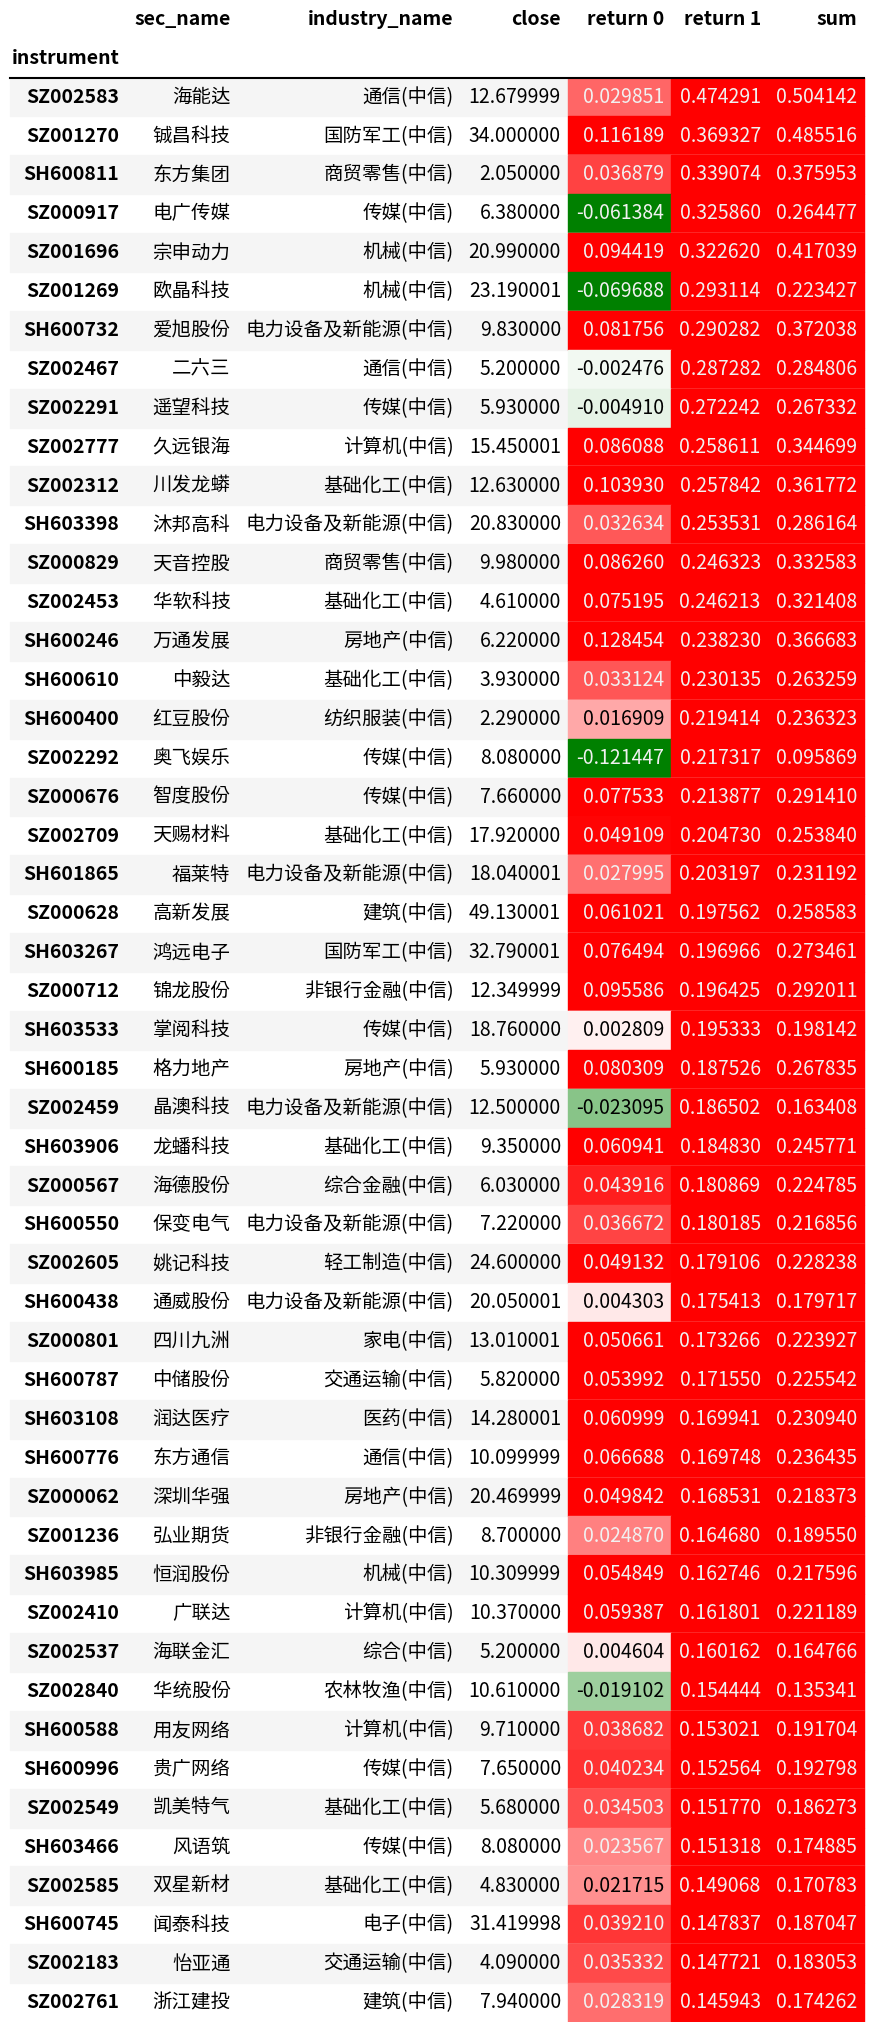 sec_name industry_name close return 0 return 1 sum
instrument
SZ002583 海能达 通信(中信) 12.679999 0.029851 0.474291 0.504142
SZ001270 铖昌科技 国防军工(中信) 34.000000 0.116189 0.369327 0.485516
SH600811 东方集团 商贸零售(中信) 2.050000 0.036879 0.339074 0.375953
SZ000917 电广传媒 传媒(中信) 6.380000 -0.061384 0.325860 0.264477
SZ001696 宗申动力 机械(中信) 20.990000 0.094419 0.322620 0.417039
SZ001269 欧晶科技 机械(中信) 23.190001 -0.069688 0.293114 0.223427
SH600732 爱旭股份 电力设备及新能源(中信) 9.830000 0.081756 0.290282 0.372038
SZ002467 二六三 通信(中信) 5.200000 -0.002476 0.287282 0.284806
SZ002291 遥望科技 传媒(中信) 5.930000 -0.004910 0.272242 0.267332
SZ002777 久远银海 计算机(中信) 15.450001 0.086088 0.258611 0.344699
SZ002312 川发龙蟒 基础化工(中信) 12.630000 0.103930 0.257842 0.361772
SH603398 沐邦高科 电力设备及新能源(中信) 20.830000 0.032634 0.253531 0.286164
SZ000829 天音控股 商贸零售(中信) 9.980000 0.086260 0.246323 0.332583
SZ002453 华软科技 基础化工(中信) 4.610000 0.075195 0.246213 0.321408
SH600246 万通发展 房地产(中信) 6.220000 0.128454 0.238230 0.366683
SH600610 中毅达 基础化工(中信) 3.930000 0.033124 0.230135 0.263259
SH600400 红豆股份 纺织服装(中信) 2.290000 0.016909 0.219414 0.236323
SZ002292 奥飞娱乐 传媒(中信) 8.080000 -0.121447 0.217317 0.095869
SZ000676 智度股份 传媒(中信) 7.660000 0.077533 0.213877 0.291410
SZ002709 天赐材料 基础化工(中信) 17.920000 0.049109 0.204730 0.253840
SH601865 福莱特 电力设备及新能源(中信) 18.040001 0.027995 0.203197 0.231192
SZ000628 高新发展 建筑(中信) 49.130001 0.061021 0.197562 0.258583
SH603267 鸿远电子 国防军工(中信) 32.790001 0.076494 0.196966 0.273461
SZ000712 锦龙股份 非银行金融(中信) 12.349999 0.095586 0.196425 0.292011
SH603533 掌阅科技 传媒(中信) 18.760000 0.002809 0.195333 0.198142
SH600185 格力地产 房地产(中信) 5.930000 0.080309 0.187526 0.267835
SZ002459 晶澳科技 电力设备及新能源(中信) 12.500000 -0.023095 0.186502 0.163408
SH603906 龙蟠科技 基础化工(中信) 9.350000 0.060941 0.184830 0.245771
SZ000567 海德股份 综合金融(中信) 6.030000 0.043916 0.180869 0.224785
SH600550 保变电气 电力设备及新能源(中信) 7.220000 0.036672 0.180185 0.216856
SZ002605 姚记科技 轻工制造(中信) 24.600000 0.049132 0.179106 0.228238
SH600438 通威股份 电力设备及新能源(中信) 20.050001 0.004303 0.175413 0.179717
SZ000801 四川九洲 家电(中信) 13.010001 0.050661 0.173266 0.223927
SH600787 中储股份 交通运输(中信) 5.820000 0.053992 0.171550 0.225542
SH603108 润达医疗 医药(中信) 14.280001 0.060999 0.169941 0.230940
SH600776 东方通信 通信(中信) 10.099999 0.066688 0.169748 0.236435
SZ000062 深圳华强 房地产(中信) 20.469999 0.049842 0.168531 0.218373
SZ001236 弘业期货 非银行金融(中信) 8.700000 0.024870 0.164680 0.189550
SH603985 恒润股份 机械(中信) 10.309999 0.054849 0.162746 0.217596
SZ002410 广联达 计算机(中信) 10.370000 0.059387 0.161801 0.221189
SZ002537 海联金汇 综合(中信) 5.200000 0.004604 0.160162 0.164766
SZ002840 华统股份 农林牧渔(中信) 10.610000 -0.019102 0.154444 0.135341
SH600588 用友网络 计算机(中信) 9.710000 0.038682 0.153021 0.191704
SH600996 贵广网络 传媒(中信) 7.650000 0.040234 0.152564 0.192798
SZ002549 凯美特气 基础化工(中信) 5.680000 0.034503 0.151770 0.186273
SH603466 风语筑 传媒(中信) 8.080000 0.023567 0.151318 0.174885
SZ002585 双星新材 基础化工(中信) 4.830000 0.021715 0.149068 0.170783
SH600745 闻泰科技 电子(中信) 31.419998 0.039210 0.147837 0.187047
SZ002183 怡亚通 交通运输(中信) 4.090000 0.035332 0.147721 0.183053
SZ002761 浙江建投 建筑(中信) 7.940000 0.028319 0.145943 0.174262